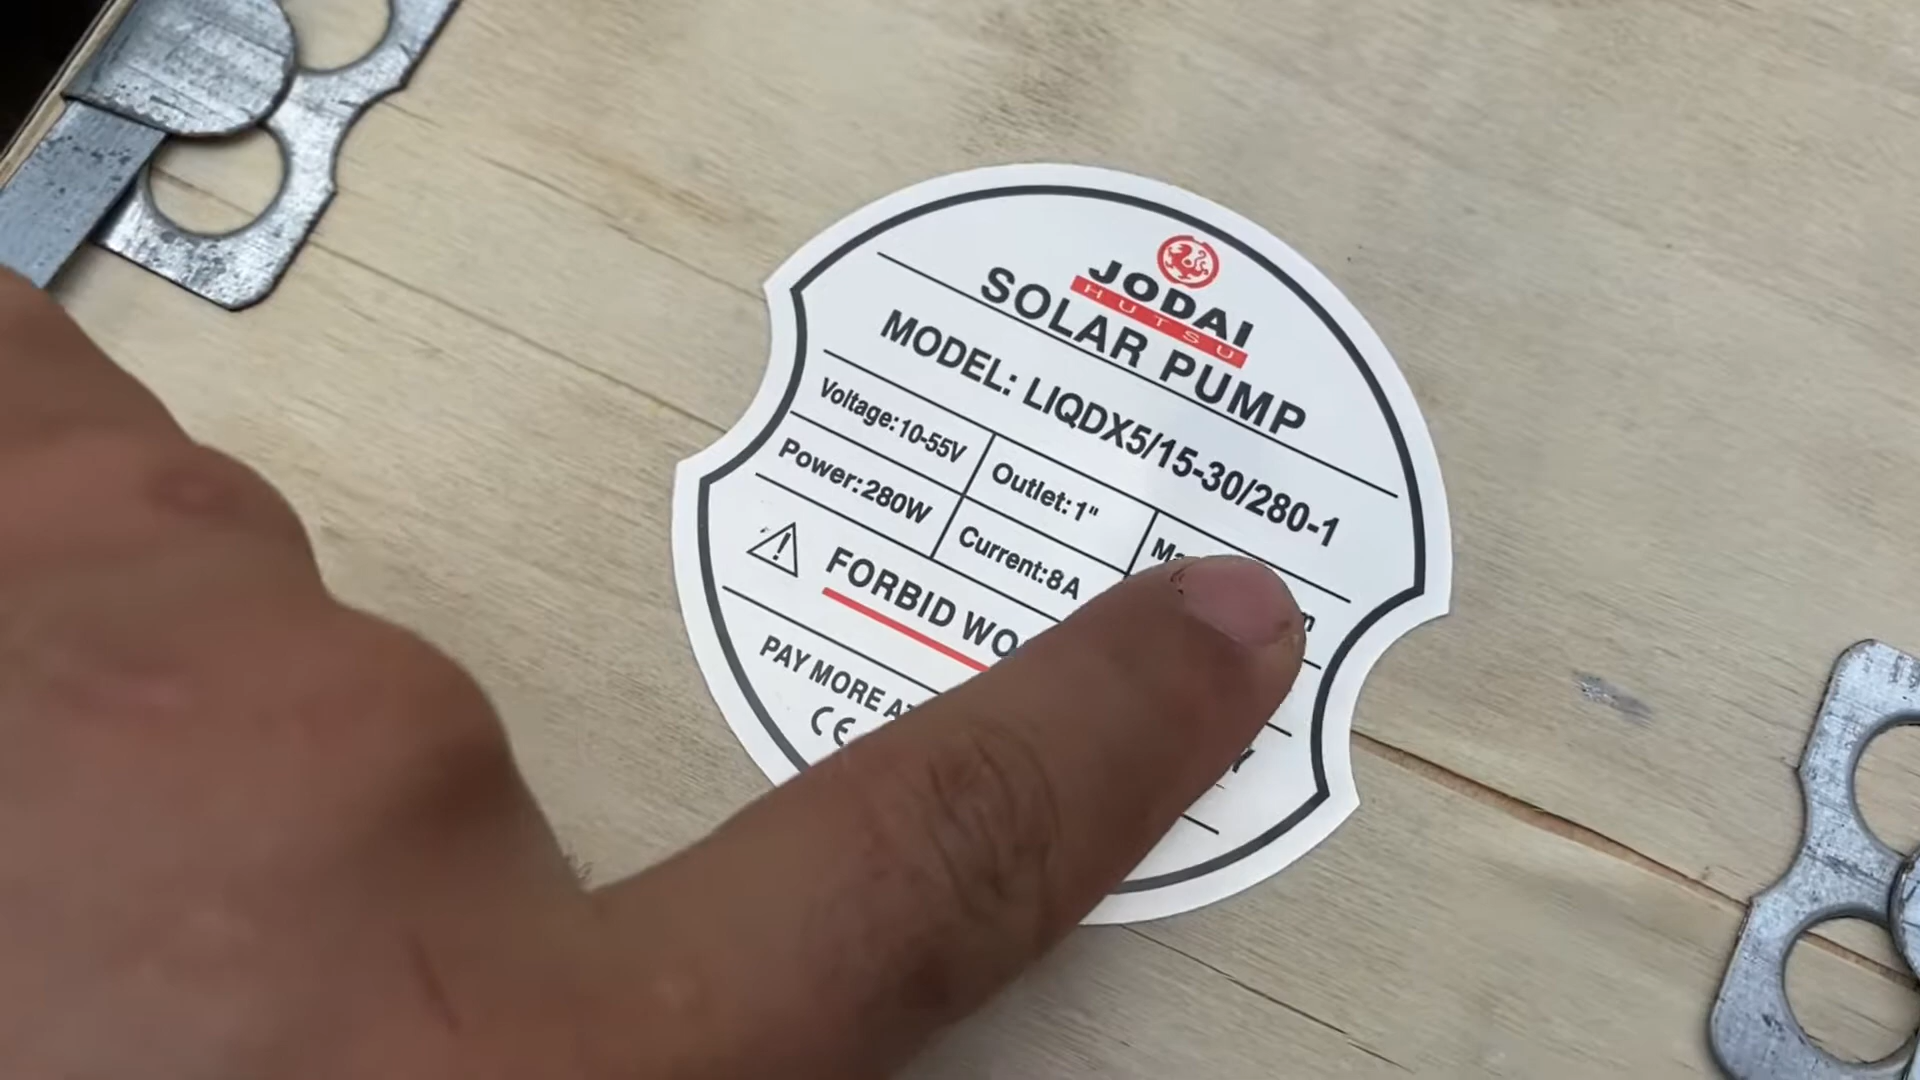 JODAI
HUTSU
SOLAR PUMP
MODEL: LIQDX5/15-30/280-1
Voltage:10-55V
Outlet:1"
Power:280W
Current:8A
FORBID
PAY MORE
CE